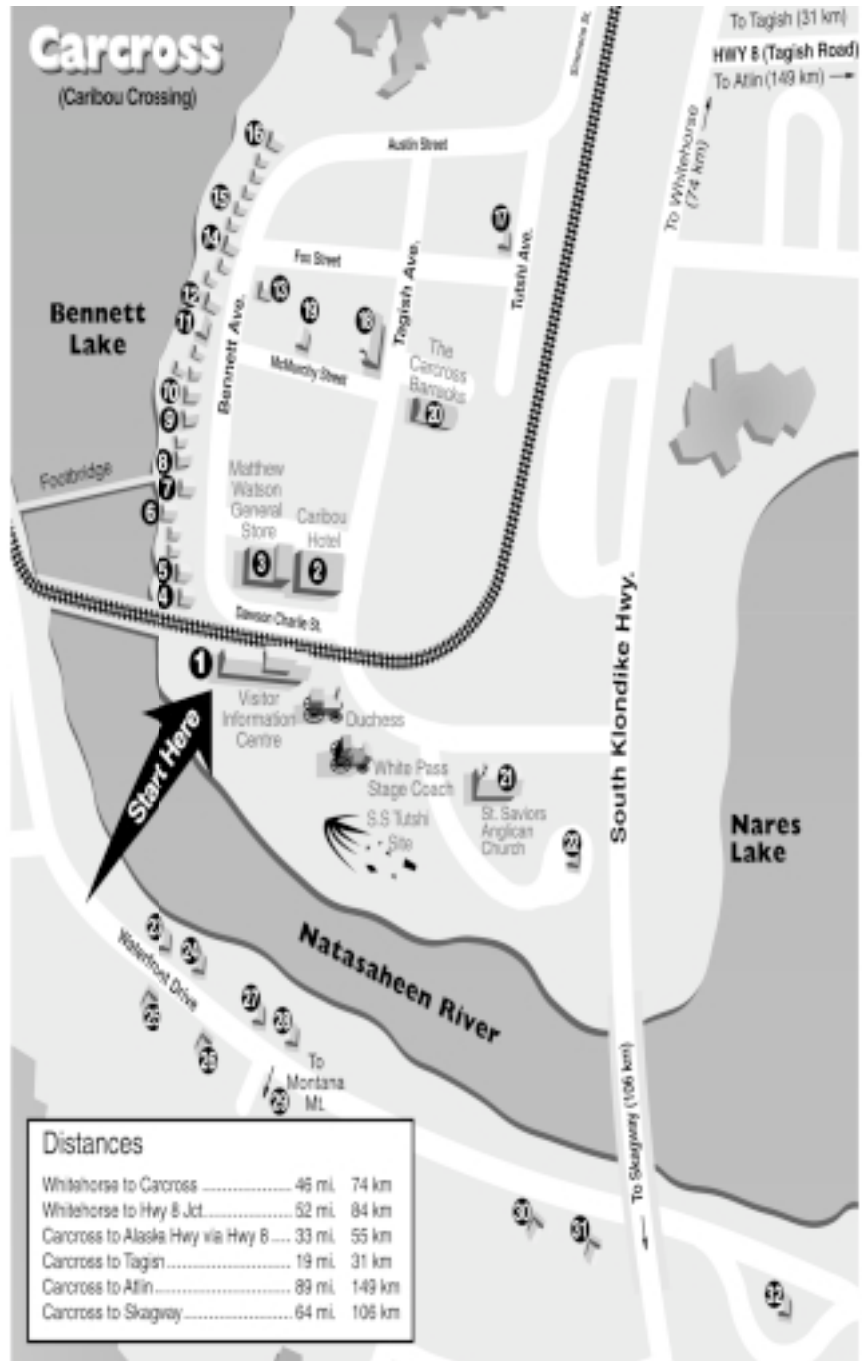 Carcross
(Caribou Crossing)
To Tagish (31 km)
HWY 8 (Tagish Road)
To Atlin (149 km)
To Whitehorse
(74 km)
16
Austin Street
15
14
17
Fox Street
Tutshi Ave.
Tagish Ave.
Bennett Ave.
13
19
18
12
11
Bennett
Lake
McMurchy Street
The
Carcross
Barracks
20
10
9
8
7
6
Footbridge
Matthew
Watson
General
Store
Caribou
Hotel
3
2
5
4
Dawson Charlie St.
South Klondike Hwy.
1
Visitor
Information
Centre
Duchess
Start Here
White Pass
Stage Coach
S.S Tutshi
Site
21
St. Saviors
Anglican
Church
Nares
Lake
Natasaheen River
Waterfront Drive
24
27
28
To
Montana
Mt.
29
To Skagway (106 km)
30
31
32
Distances
Whitehorse to Carcross 46 mi. 74 km
Whitehorse to Hwy 8 Jct. 52 mi. 84 km
Carcross to Alaska Hwy via Hwy 8 33 mi. 55 km
Carcross to Tagish 19 mi. 31 km
Carcross to Atlin 89 mi. 149 km
Carcross to Skagway 64 mi. 106 km